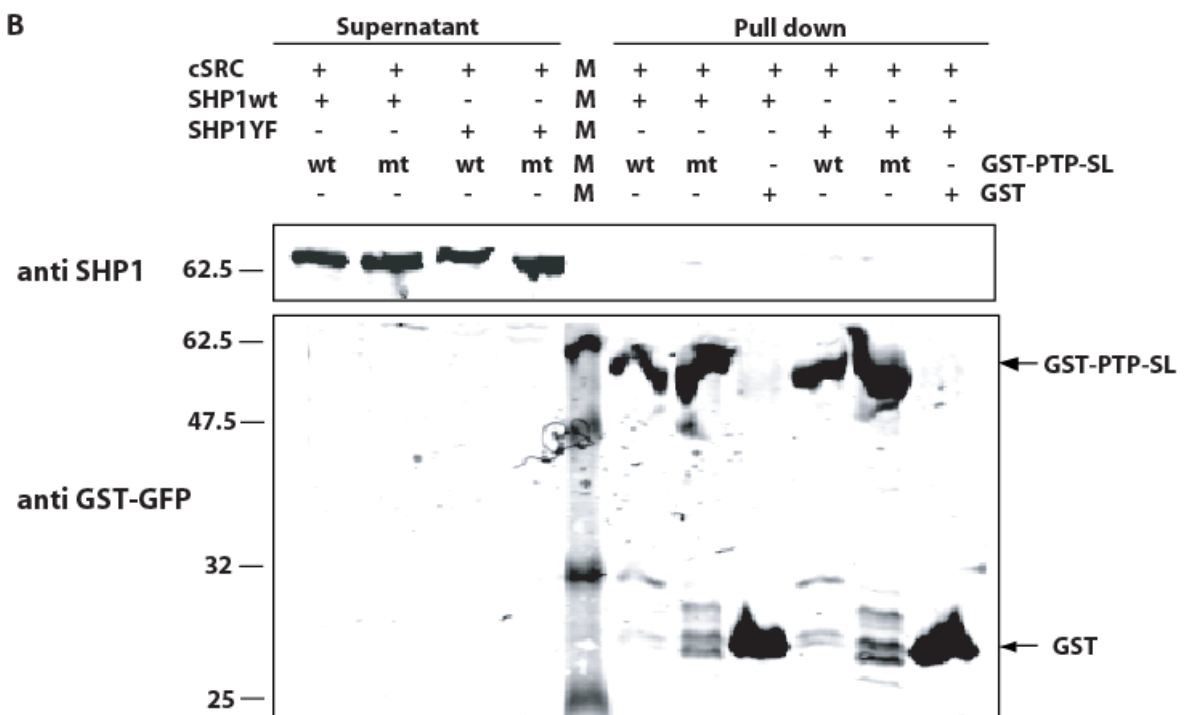 B
Supernatant Pull down
cSRC + + + + M + + + + + +
SHP1wt + + - - M + + + - - -
SHP1YF - - + + M - - - + + +
wt mt wt mt M wt mt - wt mt - GST-PTP-SL
- - - - M - - + - - + GST
anti SHP1 62.5
62.5
GST-PTP-SL
47.5
anti GST-GFP
32
GST
25